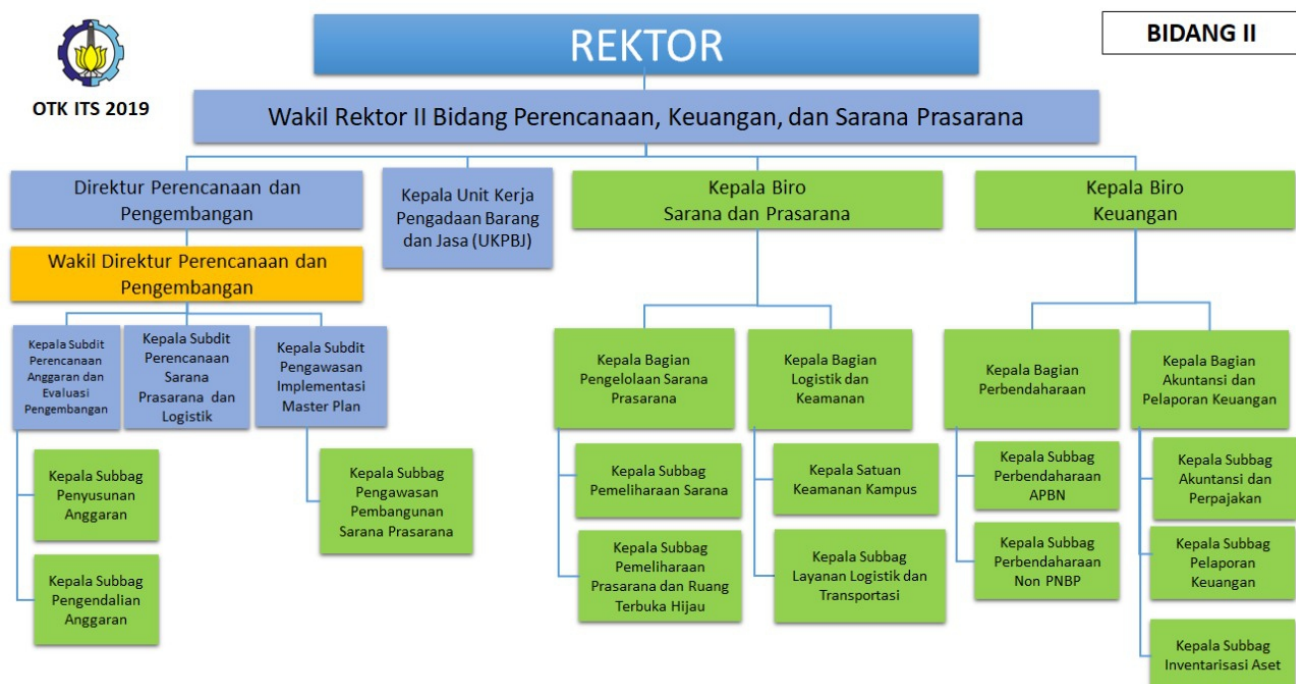 REKTOR
BIDANG II
OTK ITS 2019
Wakil Rektor II Bidang Perencanaan, Keuangan, dan Sarana Prasarana
Direktur Perencanaan dan
Pengembangan
Kepala Unit Kerja
Pengadaan Barang
dan Jasa (UKPBJ)
Kepala Biro
Sarana dan Prasarana
Kepala Biro
Keuangan
Wakil Direktur Perencanaan dan
Pengembangan
Kepala Subdit
Perencanaan
Anggaran dan
Evaluasi
Pengembangan
Kepala Subdit
Perencanaan
Sarana
Prasarana dan
Logistik
Kepala Subdit
Pengawasan
Implementasi
Master Plan
Kepala Bagian
Pengelolaan Sarana
Prasarana
Kepala Bagian
Logistik dan
Keamanan
Kepala Bagian
Perbendaharaan
Kepala Bagian
Akuntansi dan
Pelaporan Keuangan
Kepala Subbag
Penyusunan
Anggaran
Kepala Subbag
Pengawasan
Pembangunan
Sarana Prasarana
Kepala Subbag
Pemeliharaan Sarana
Kepala Satuan
Keamanan Kampus
Kepala Subbag
Perbendaharaan
APBN
Kepala Subbag
Akuntansi dan
Perpajakan
Kepala Subbag
Pengendalian
Anggaran
Kepala Subbag
Pemeliharaan
Prasarana dan Ruang
Terbuka Hijau
Kepala Subbag
Layanan Logistik dan
Transportasi
Kepala Subbag
Perbendaharaan
Non PNBP
Kepala Subbag
Pelaporan
Keuangan
Kepala Subbag
Inventarisasi Aset